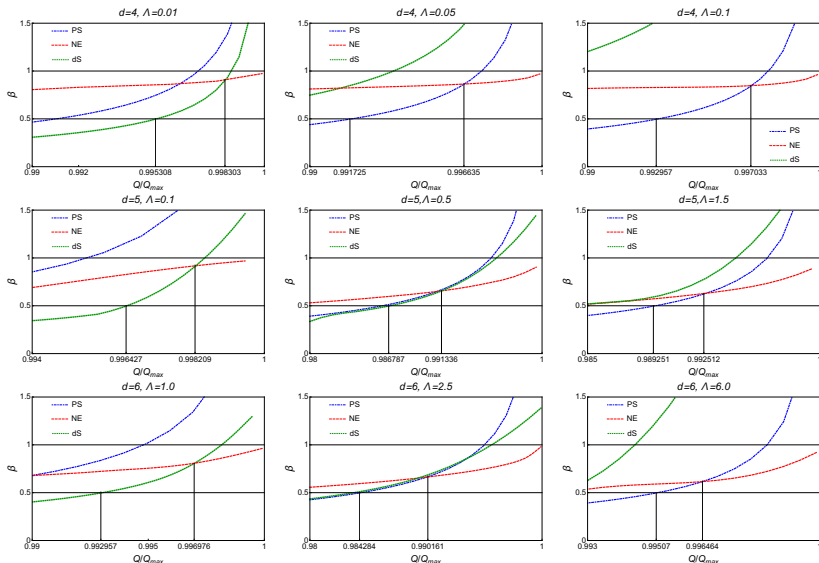 d=4, Λ=0.01
1.5
PS
NE
dS
1
β
0.5
0
0.99
0.992
0.995308
0.998303
1
Q/Qmax
d=4, Λ=0.05
1.5
PS
NE
dS
1
β
0.5
0
0.99
0.991725
0.996635
1
Q/Qmax
d=4, Λ=0.1
1.5
1
β
0.5
PS
NE
dS
0
0.99
0.992957
0.997033
1
Q/Qmax
d=5, Λ=0.1
1.5
PS
NE
dS
1
β
0.5
0
0.994
0.996427
0.998209
1
Q/Qmax
d=5,Λ=0.5
1.5
PS
NE
dS
1
β
0.5
0
0.98
0.986787
0.991336
1
Q/Qmax
d=5,Λ=1.5
1.5
PS
NE
dS
1
β
0.5
0
0.985
0.989251
0.992512
1
Q/Qmax
d=6, Λ=1.0
1.5
PS
NE
dS
1
β
0.5
0
0.99
0.992957
0.995
0.996976
1
Q/Qmax
d=6, Λ=2.5
1.5
PS
NE
dS
1
β
0.5
0
0.98
0.984284
0.990161
1
Q/Qmax
d=6, Λ=6.0
1.5
PS
NE
dS
1
β
0.5
0
0.993
0.99507
0.996464
1
Q/Qmax